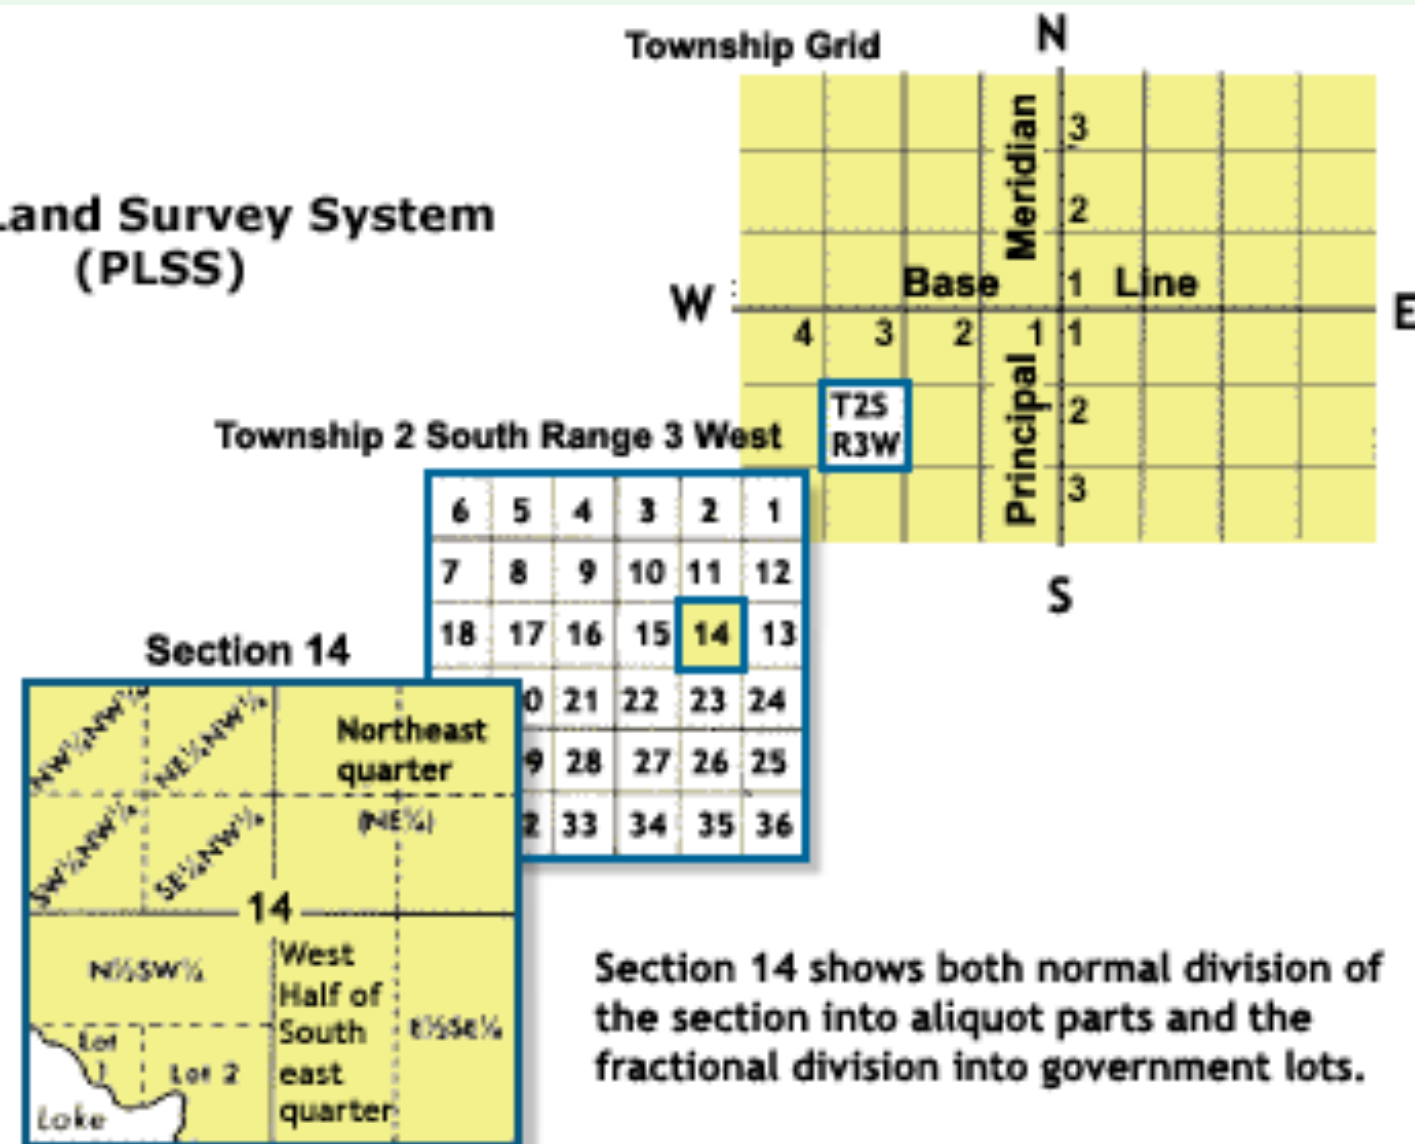 Township Grid
N
Land Survey System
(PLSS)
3
Meridian
2
1
Base Line
W
E
4 3 2 1 1
T2S
R3W
2
Principal
3
S
Township 2 South Range 3 West
6 5 4 3 2 1
7 8 9 10 11 12
18 17 16 15 14 13
0 21 22 23 24
9 28 27 26 25
2 33 34 35 36
Section 14
NW¼NW¼
NE¼NW¼
Northeast
quarter
(NE¼)
SW¼NW¼
SE¼NW¼
14
N½SW¼
West
Half of
South
east
quarter
E½SE¼
Lot
1
Lot 2
Lake
Section 14 shows both normal division of
the section into aliquot parts and the
fractional division into government lots.